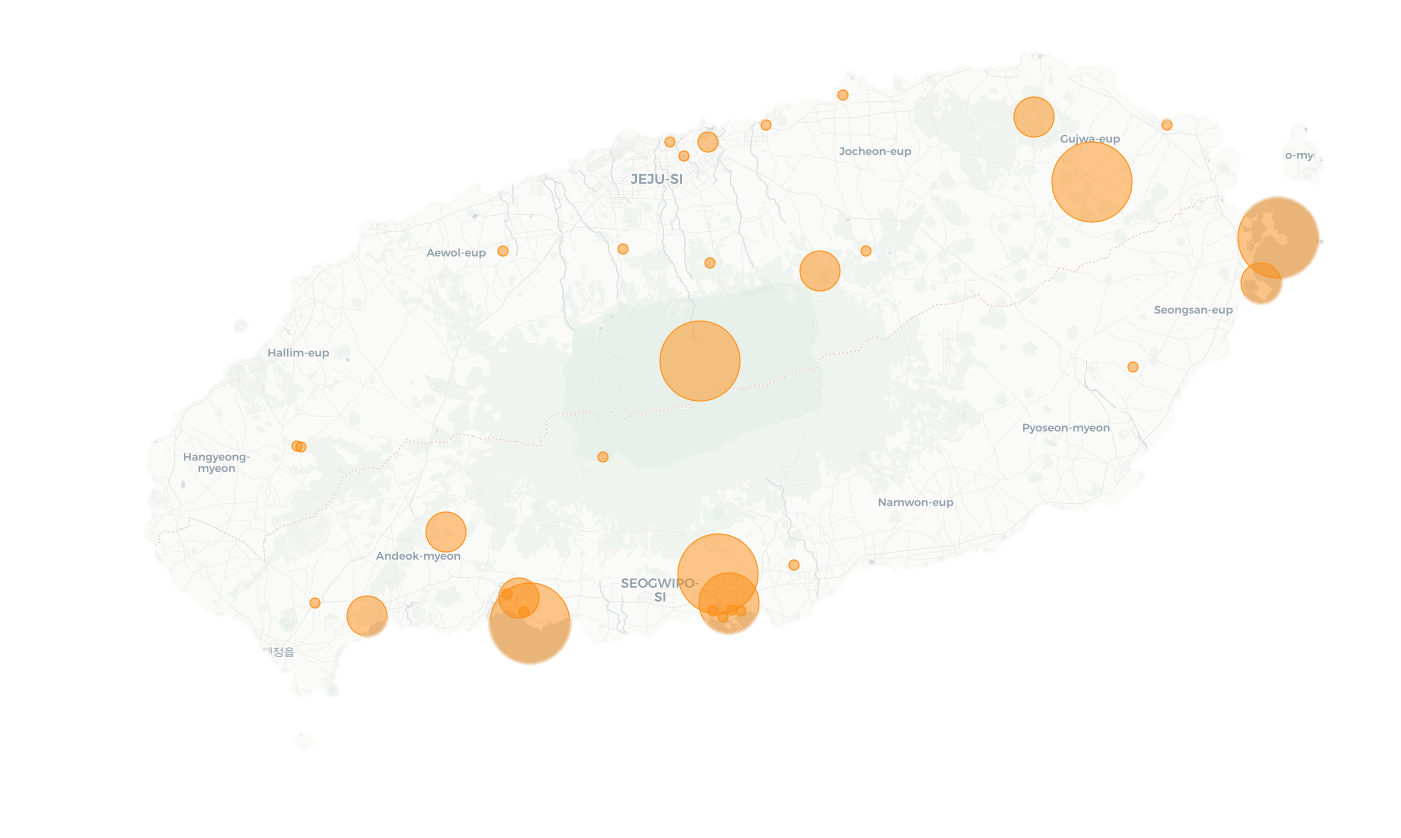 Gujwa-eup
Jocheon-eup
o-my
JEJU-SI
Aewol-eup
Seongsan-eup
Hallim-eup
Pyoseon-myeon
Hangyeong-
myeon
Namwon-eup
Andeok-myeon
SEOGWIPO-
SI
정읍